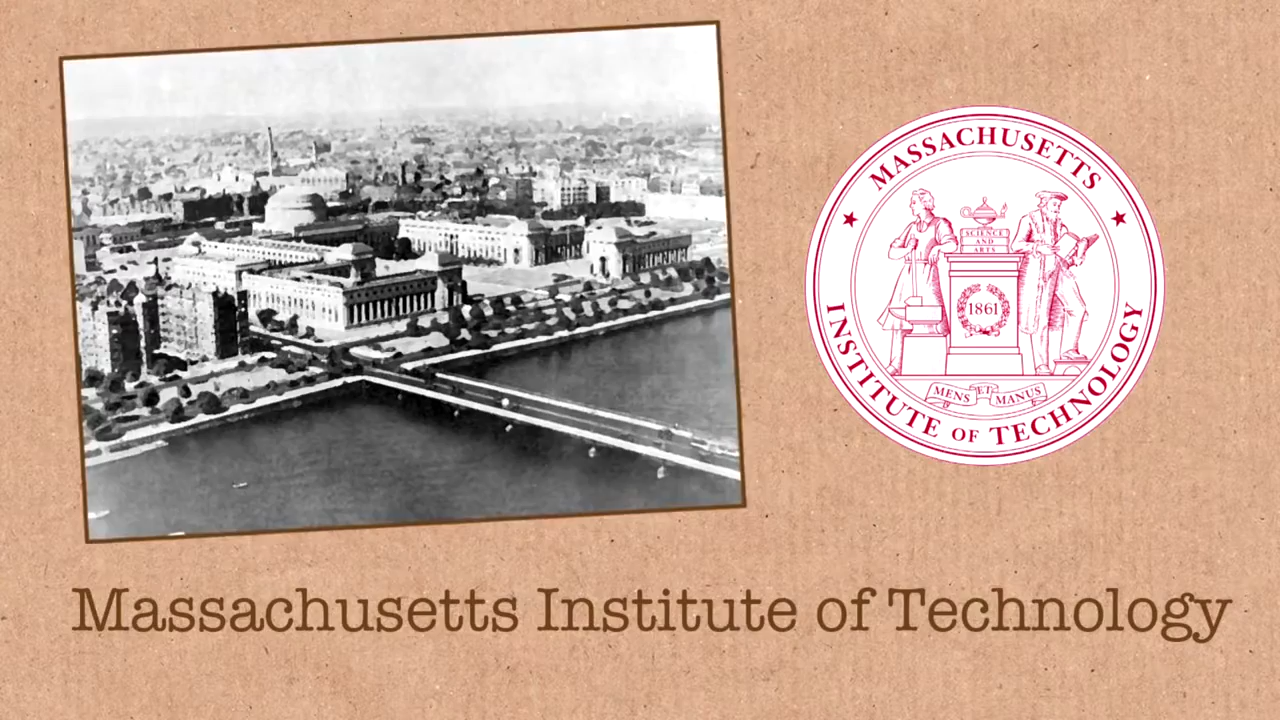 MASSACHUSETTS
INSTITUTE OF TECHNOLOGY
SCIENCE
AND
ARTS
1861
MENS ET MANUS
Massachusetts Institute of Technology